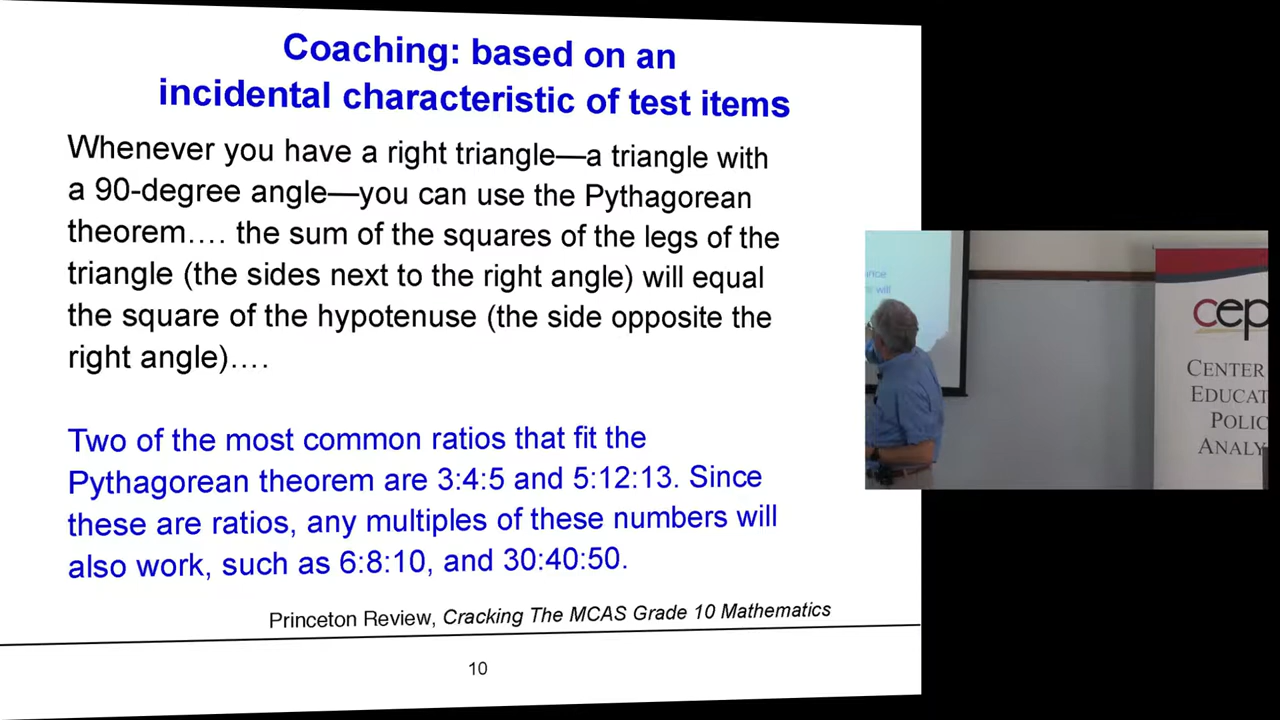 Coaching: based on an
incidental characteristic of test items
Whenever you have a right triangle—a triangle with
a 90-degree angle—you can use the Pythagorean
theorem…. the sum of the squares of the legs of the
triangle (the sides next to the right angle) will equal
the square of the hypotenuse (the side opposite the
right angle)….
Two of the most common ratios that fit the
Pythagorean theorem are 3:4:5 and 5:12:13. Since
these are ratios, any multiples of these numbers will
also work, such as 6:8:10, and 30:40:50.
Princeton Review, Cracking The MCAS Grade 10 Mathematics
10
will
cep
CENTER
EDUCAT
POLIC
ANALY